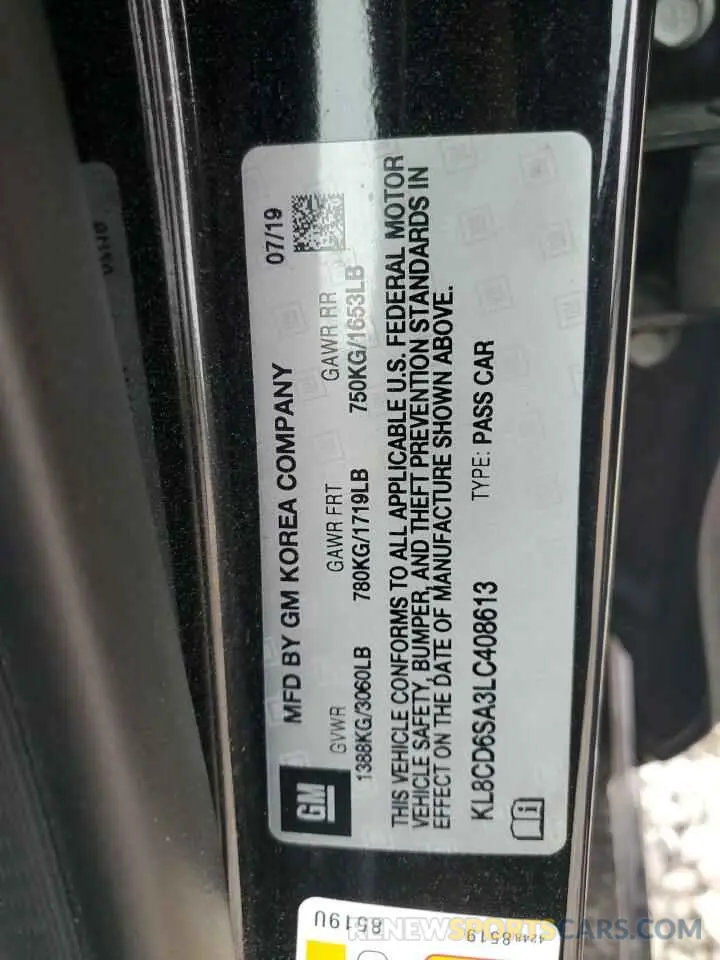 MFD BY GM KOREA COMPANY 07/19
GM
GVWR GAWR FRT GAWR RR
1388KG/3060LB 780KG/1719LB 750KG/1653LB
THIS VEHICLE CONFORMS TO ALL APPLICABLE U.S. FEDERAL MOTOR
VEHICLE SAFETY, BUMPER, AND THEFT PREVENTION STANDARDS IN
EFFECT ON THE DATE OF MANUFACTURE SHOWN ABOVE.
KL8CD6SA3LC408613 TYPE: PASS CAR
8519U
42488519
RENEWSPORTSCARS.COM